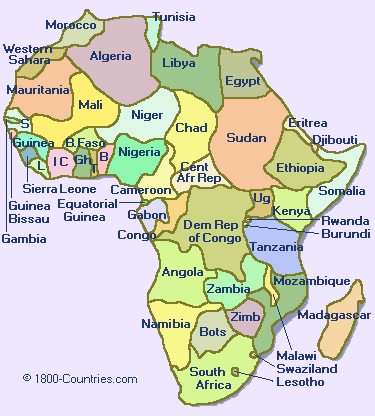 Tunisia
Morocco
Algeria
Western
Sahara
Libya
Egypt
Mauritania
Mali
Niger
Chad
Sudan
Eritrea
Djibouti
S
Guinea
B.Faso
I C
Gh
T
B
Nigeria
L
Ethiopia
Somalia
Sierra Leone
Cameroon
Cent
Afr Rep
Ug
Kenya
Guinea
Bissau
Equatorial
Guinea
Gabon
Congo
Dem Rep
of Congo
Rwanda
Burundi
Gambia
Tanzania
Angola
Zambia
Mozambique
Madagascar
Namibia
Bots
Zimb
Malawi
Swaziland
Lesotho
South
Africa
© 1800-Countries.com